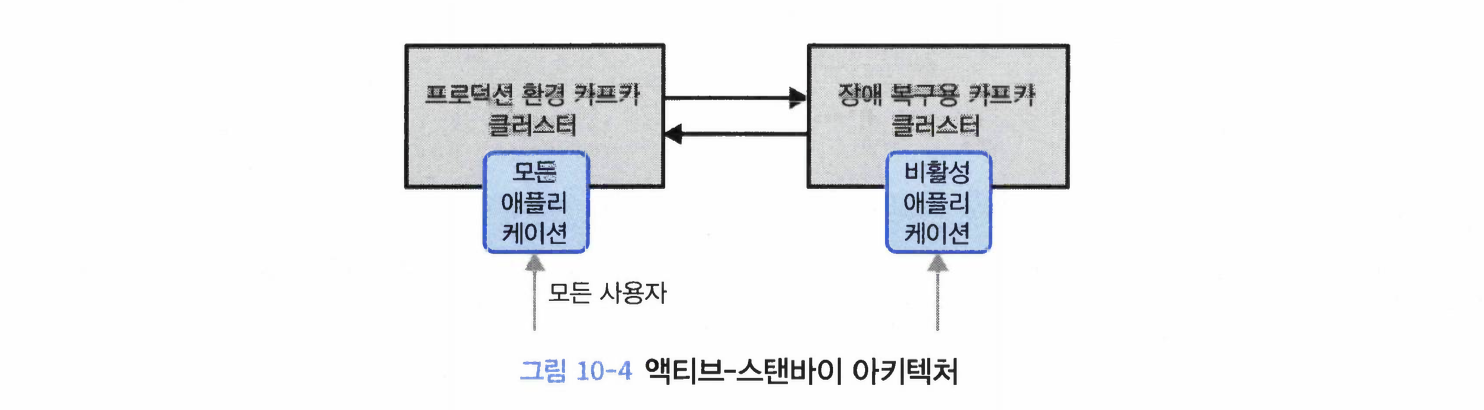 프로덕션 환경 카프카
클러스터
장애 복구용 카프카
클러스터
모든
애플리
케이션
비활성
애플리
케이션
모든 사용자
그림 10-4 액티브-스탠바이 아키텍처